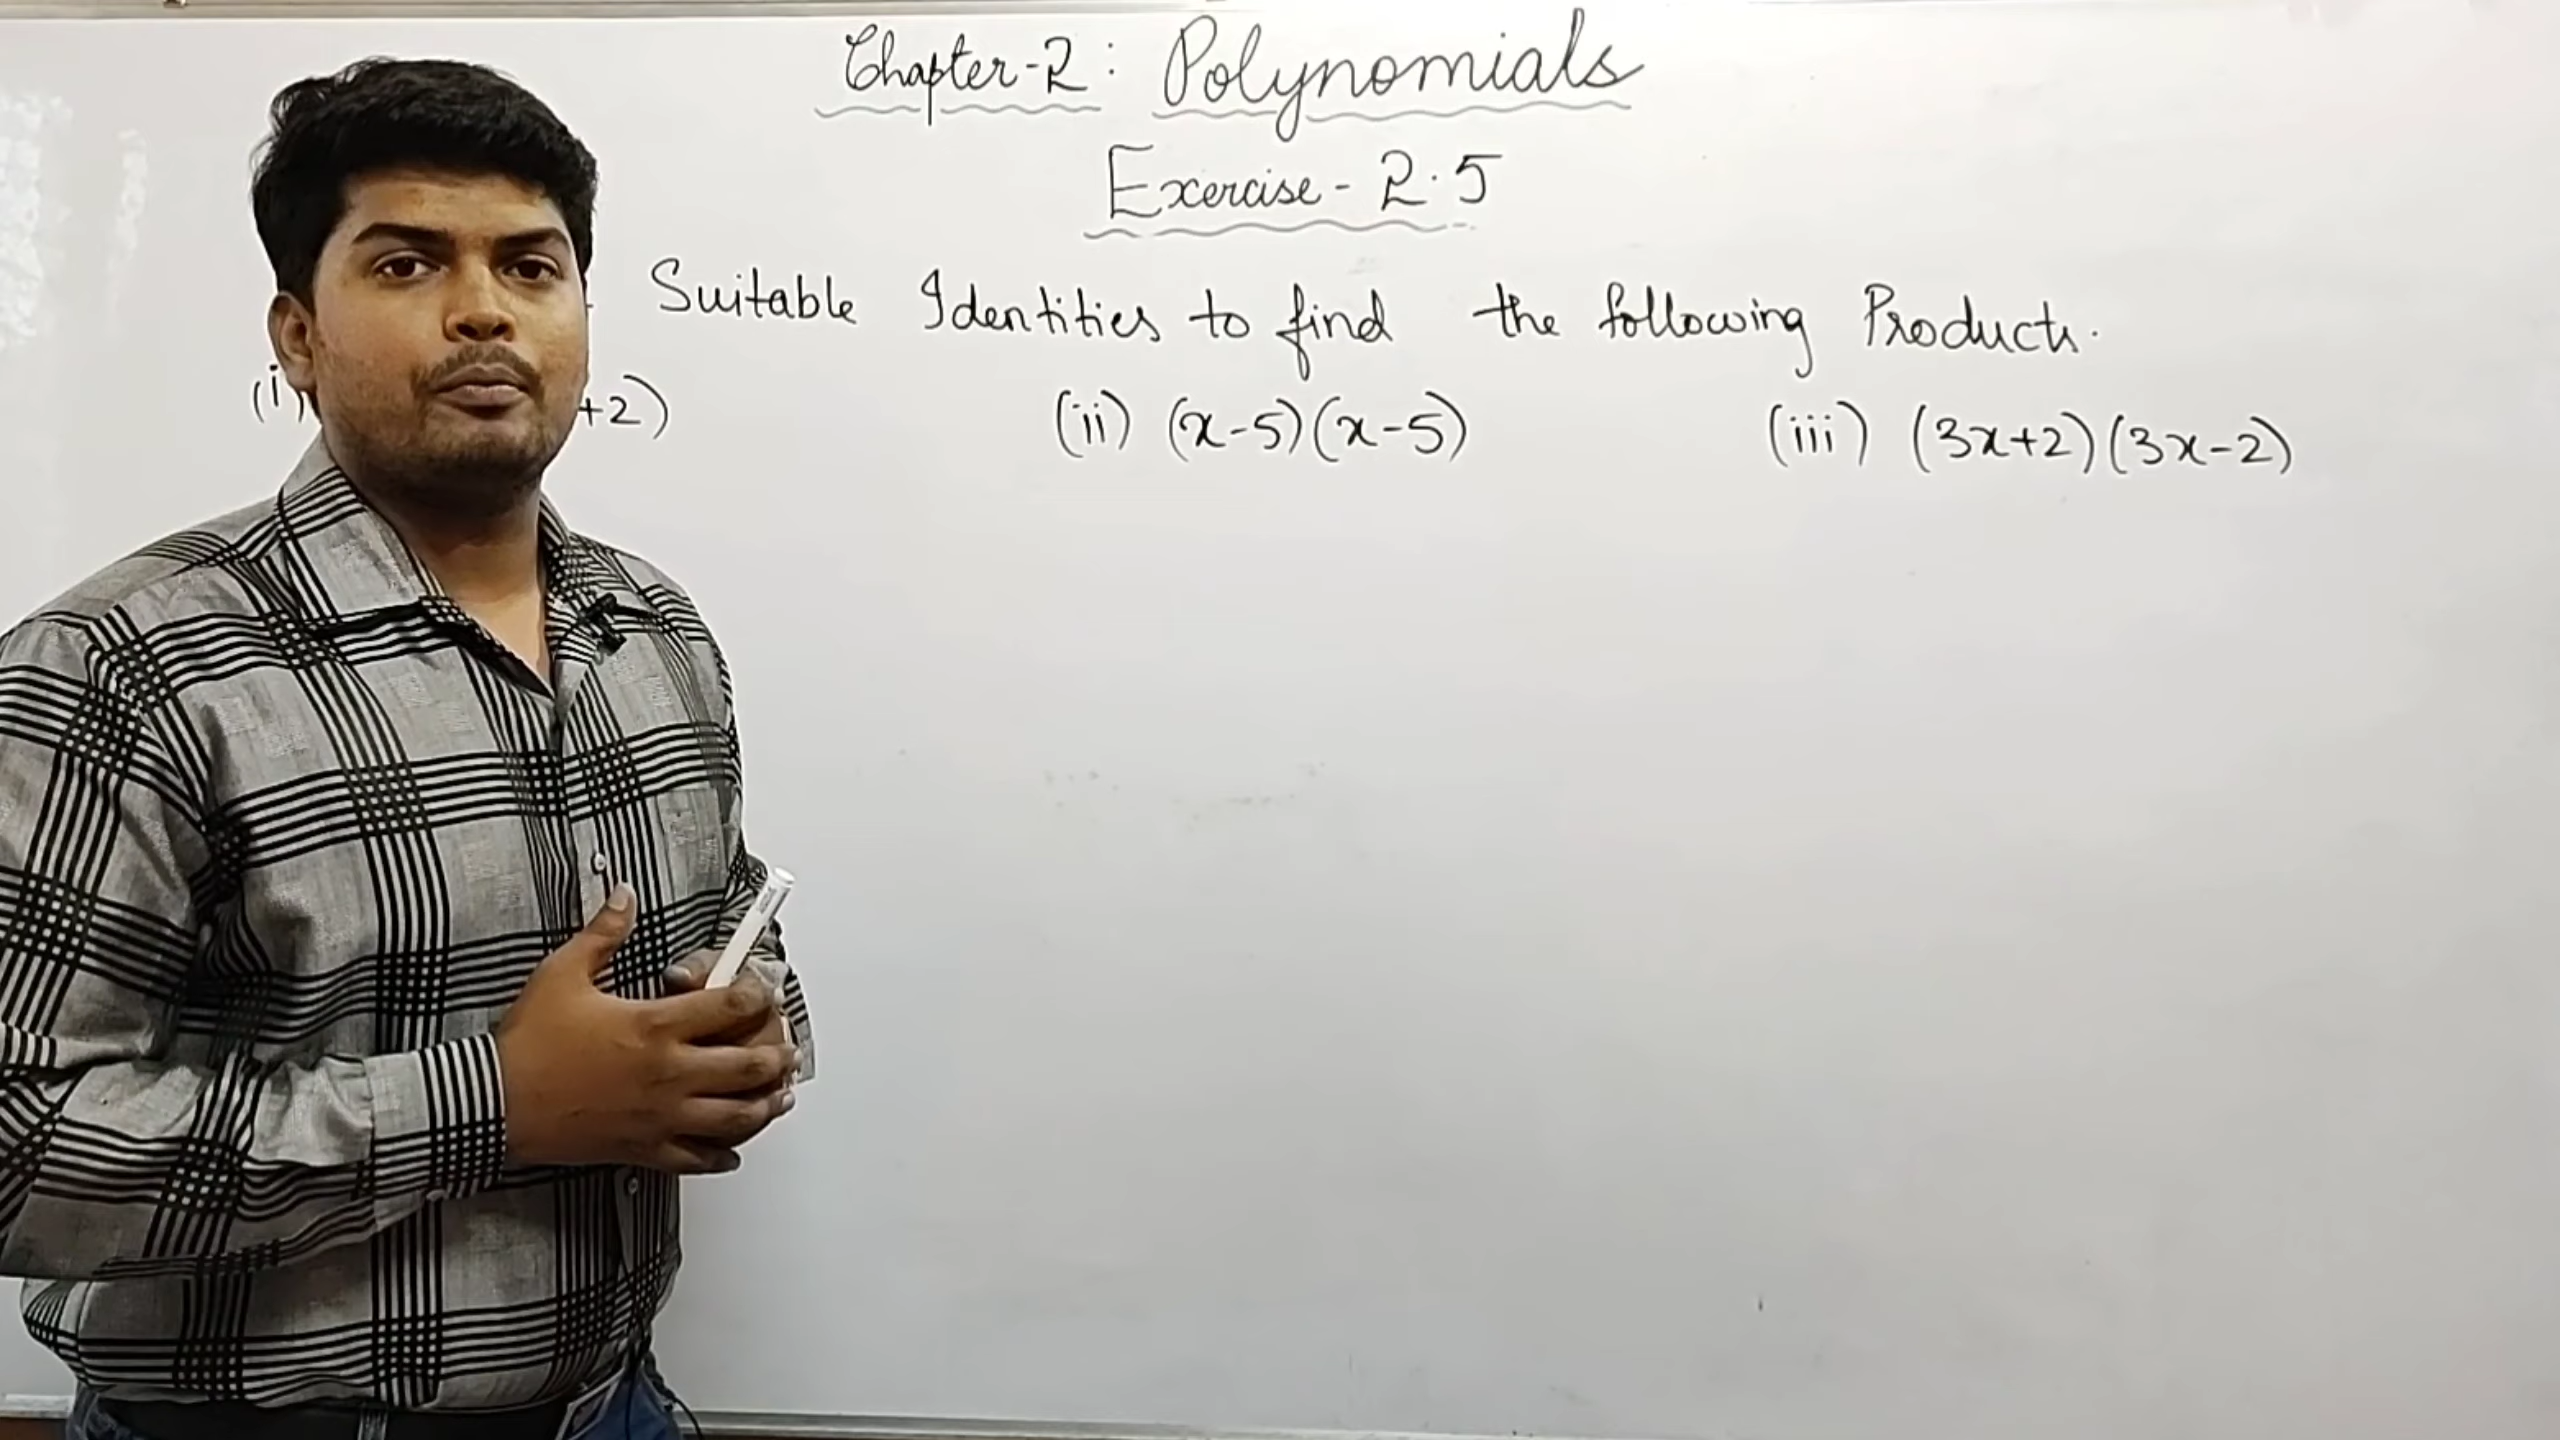 Chapter-2: Polynomials
Exercise-2.5
Suitable Identities to find the following Products.
(i) +2) (ii) (x-5)(x-5) (iii) (3x+2)(3x-2)